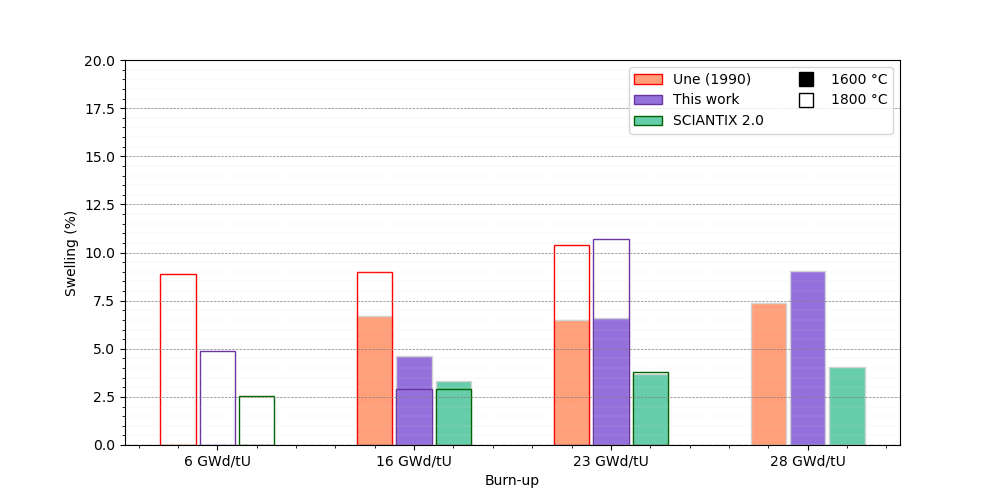 20.0
17.5
15.0
12.5
10.0
7.5
5.0
2.5
0.0
Swelling (%)
Une (1990)
This work
SCIANTIX 2.0
1600 °C
1800 °C
6 GWd/tU
16 GWd/tU
23 GWd/tU
28 GWd/tU
Burn-up